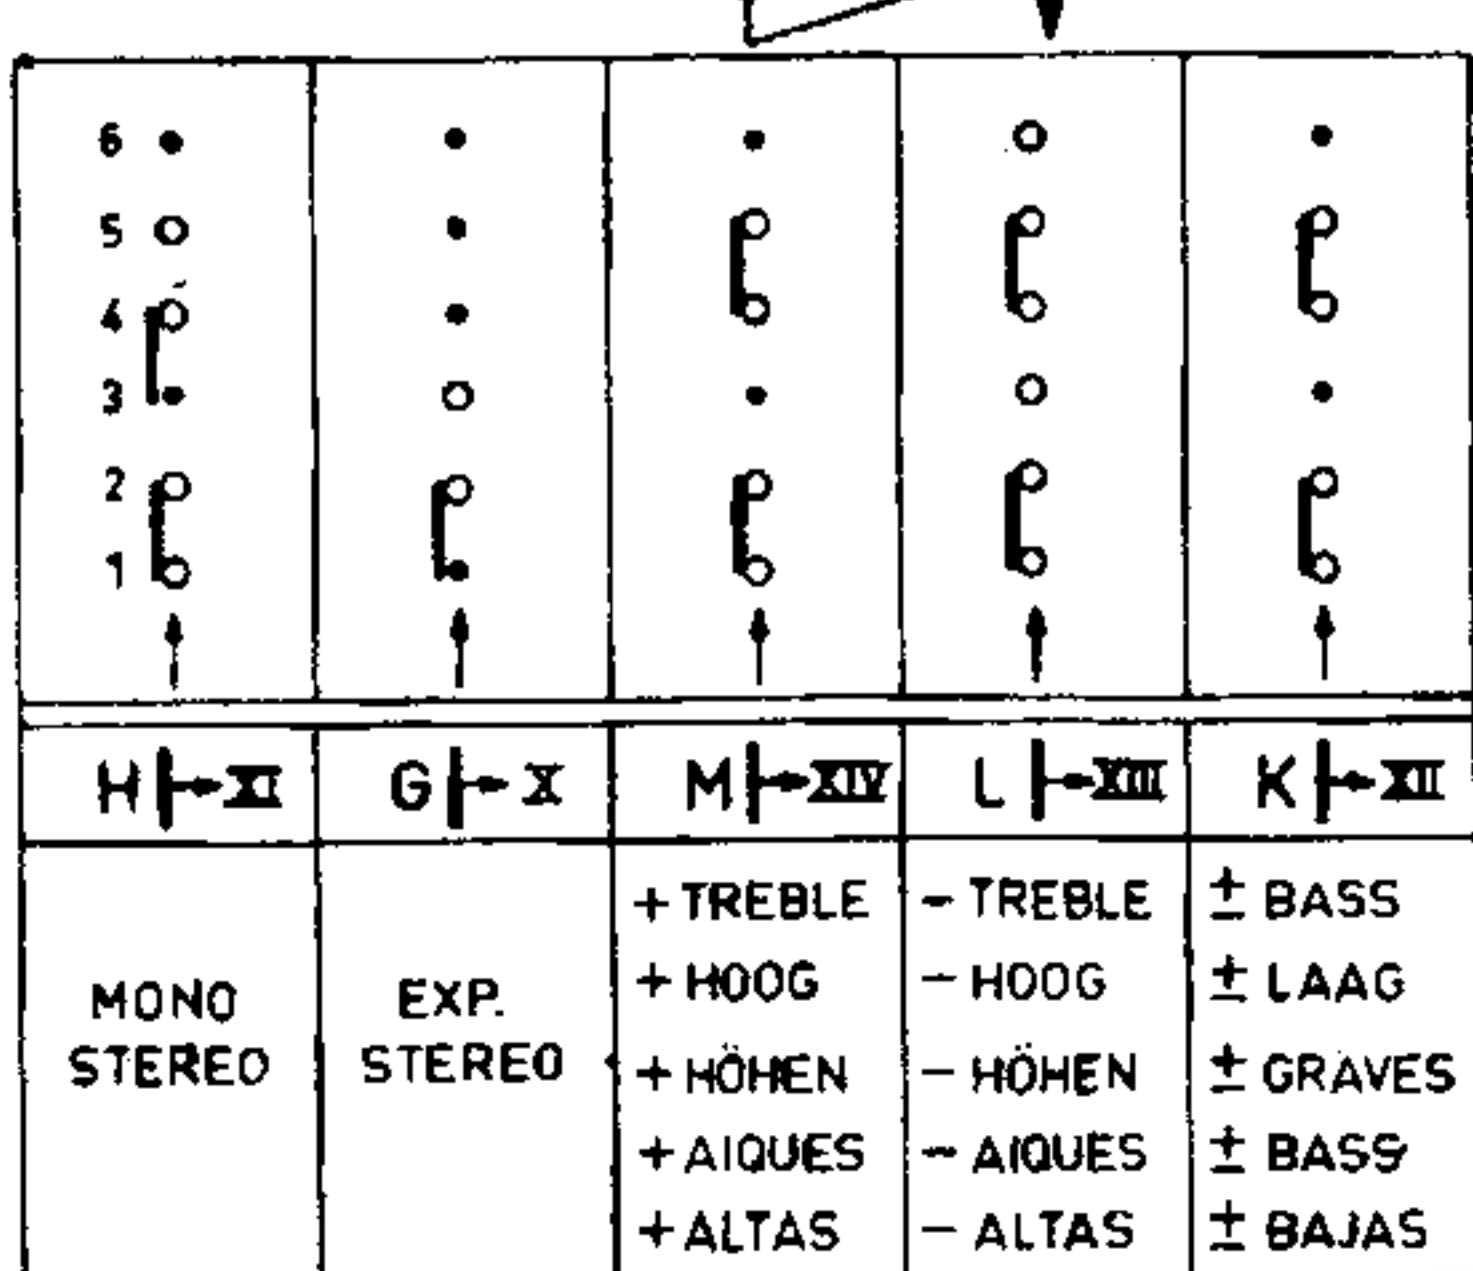 6
5
4
3
2
1
H XI G X M XIV L XIII K XII
MONO
STEREO
EXP.
STEREO
+ TREBLE
+ HOOG
+ HÖHEN
+ AIQUES
+ ALTAS
- TREBLE
- HOOG
- HÖHEN
- AIQUES
- ALTAS
± BASS
± LAAG
± GRAVES
± BASS
± BAJAS